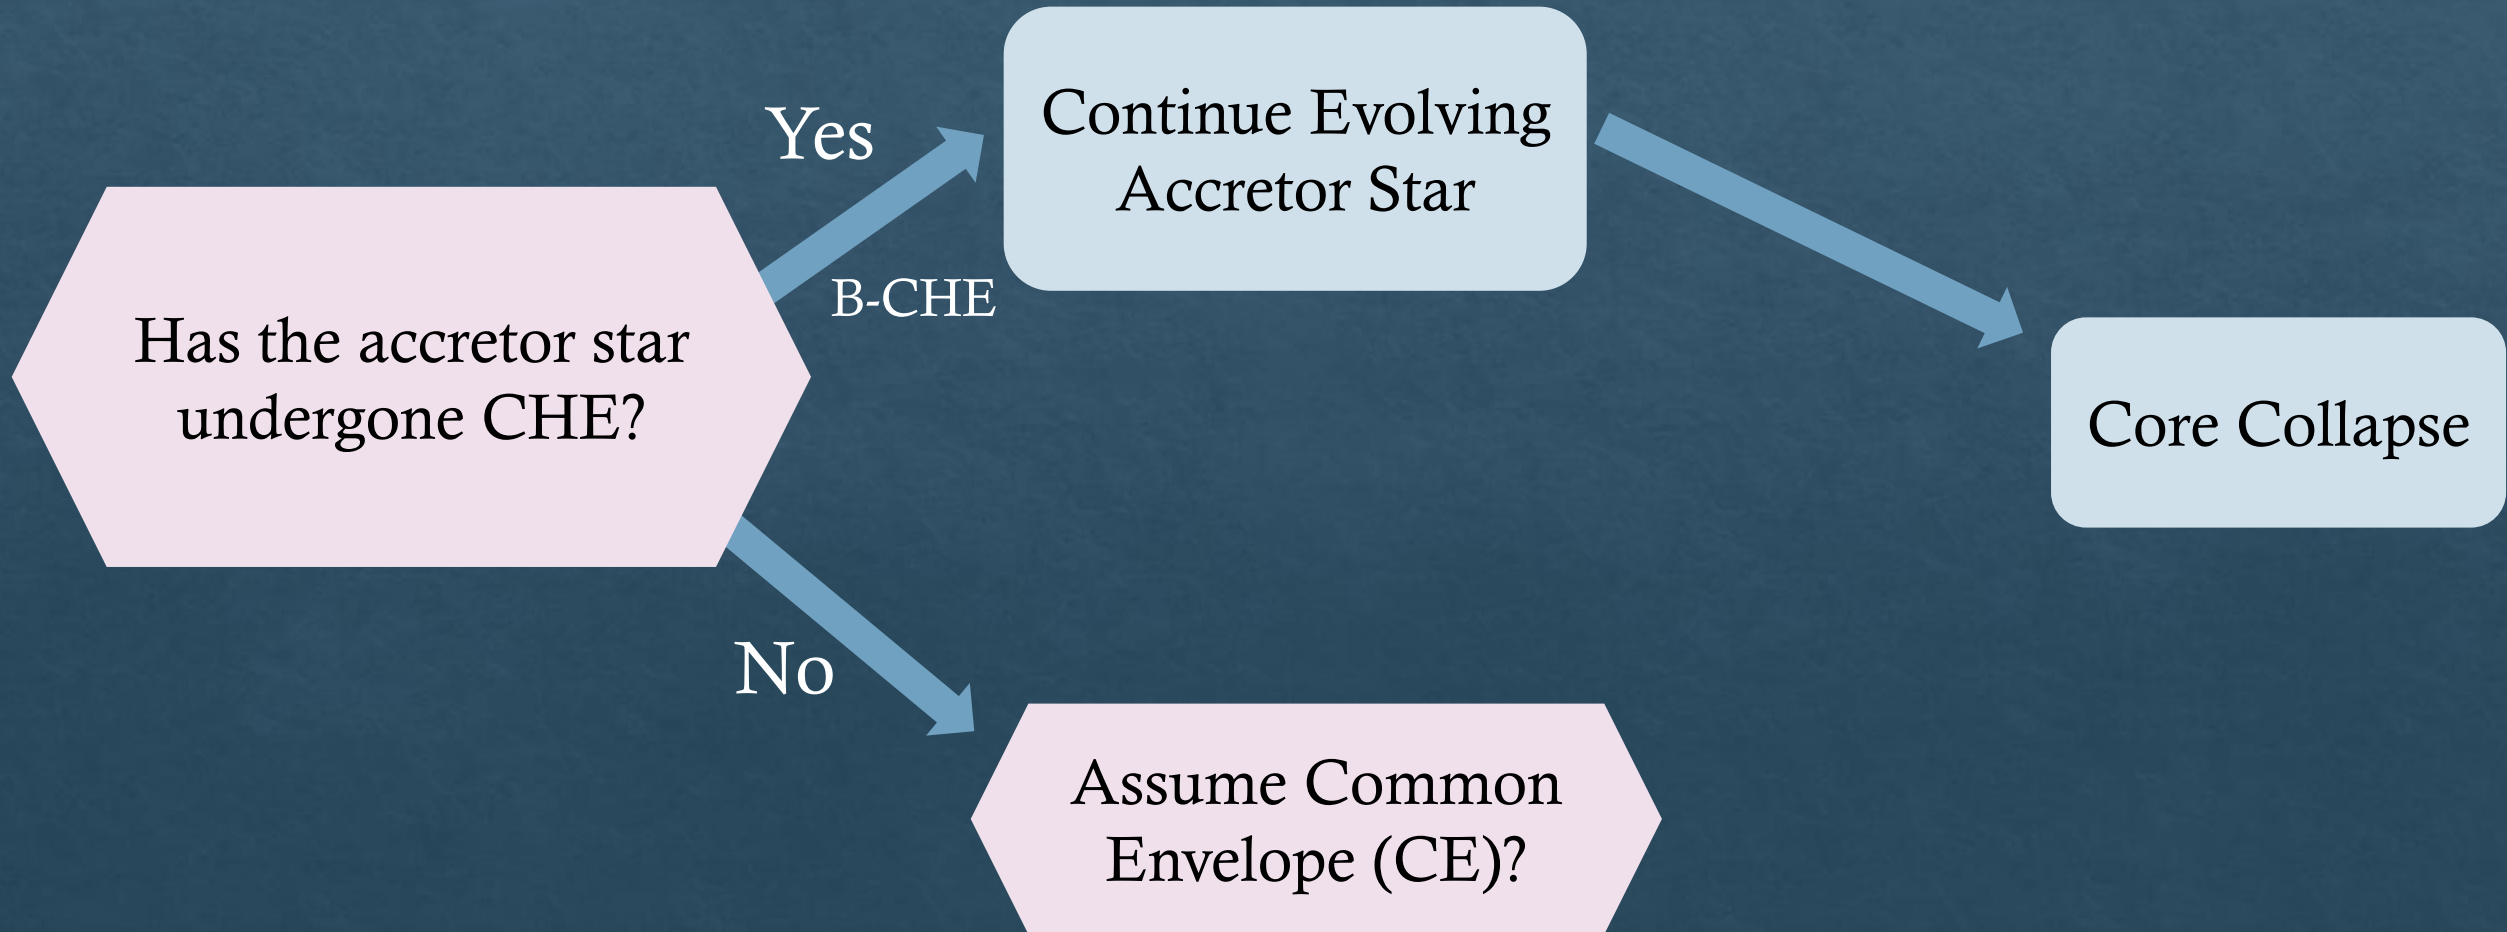 Yes
Continue Evolving
Accretor Star
B-CHE
Has the accretor star
undergone CHE?
Core Collapse
No
Assume Common
Envelope (CE)?